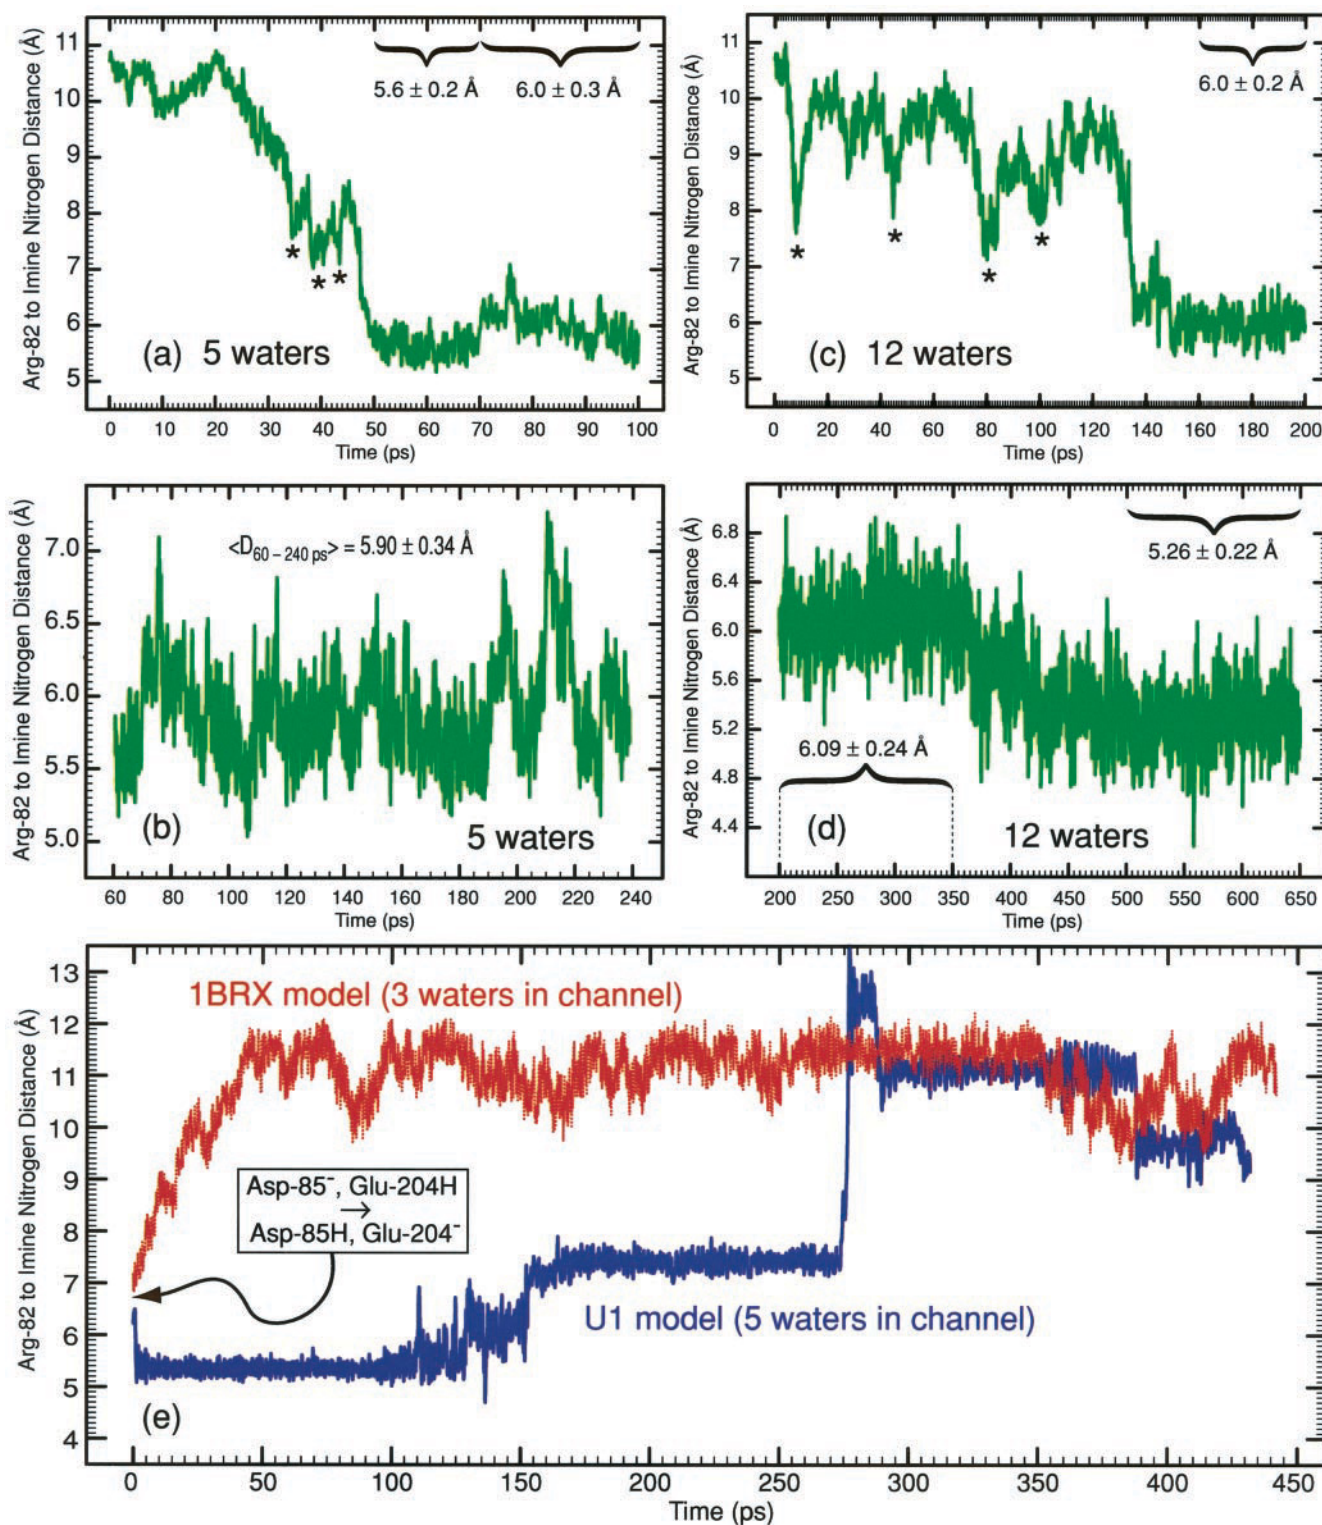 Arg-82 to Imine Nitrogen Distance (Å)
11
10
9
8
7
6
5
5.6 ± 0.2 Å
6.0 ± 0.3 Å
*
*
*
(a) 5 waters
0 10 20 30 40 50 60 70 80 90 100
Time (ps)
Arg-82 to Imine Nitrogen Distance (Å)
11
10
9
8
7
6
5
6.0 ± 0.2 Å
*
*
*
*
(c) 12 waters
0 20 40 60 80 100 120 140 160 180 200
Time (ps)
Arg-82 to Imine Nitrogen Distance (Å)
7.0
6.5
6.0
5.5
5.0
<D60 – 240 ps> = 5.90 ± 0.34 Å
(b)
5 waters
60 80 100 120 140 160 180 200 220 240
Time (ps)
Arg-82 to Imine Nitrogen Distance (Å)
6.8
6.4
6.0
5.6
5.2
4.8
4.4
5.26 ± 0.22 Å
6.09 ± 0.24 Å
(d)
12 waters
200 250 300 350 400 450 500 550 600 650
Time (ps)
Arg-82 to Imine Nitrogen Distance (Å)
13
12
11
10
9
8
7
6
5
4
1BRX model (3 waters in channel)
Asp-85⁻, Glu-204H
→
Asp-85H, Glu-204⁻
U1 model (5 waters in channel)
(e)
0 50 100 150 200 250 300 350 400 450
Time (ps)